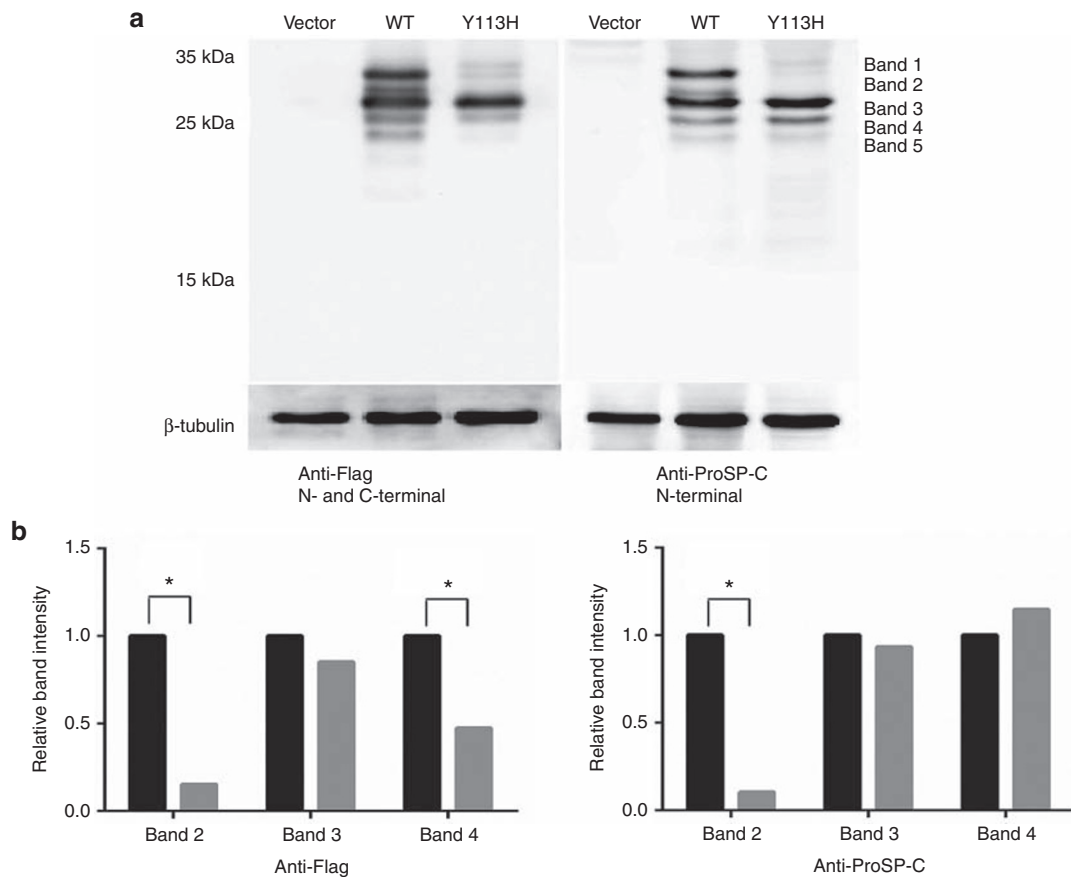 a
Vector WT Y113H Vector WT Y113H
35 kDa
25 kDa
15 kDa
β-tubulin
Band 1
Band 2
Band 3
Band 4
Band 5
Anti-Flag
N- and C-terminal
Anti-ProSP-C
N-terminal
b
Relative band intensity
1.5
1.0
0.5
0.0
*
*
Band 2 Band 3 Band 4
Anti-Flag
Relative band intensity
1.5
1.0
0.5
0.0
*
Band 2 Band 3 Band 4
Anti-ProSP-C